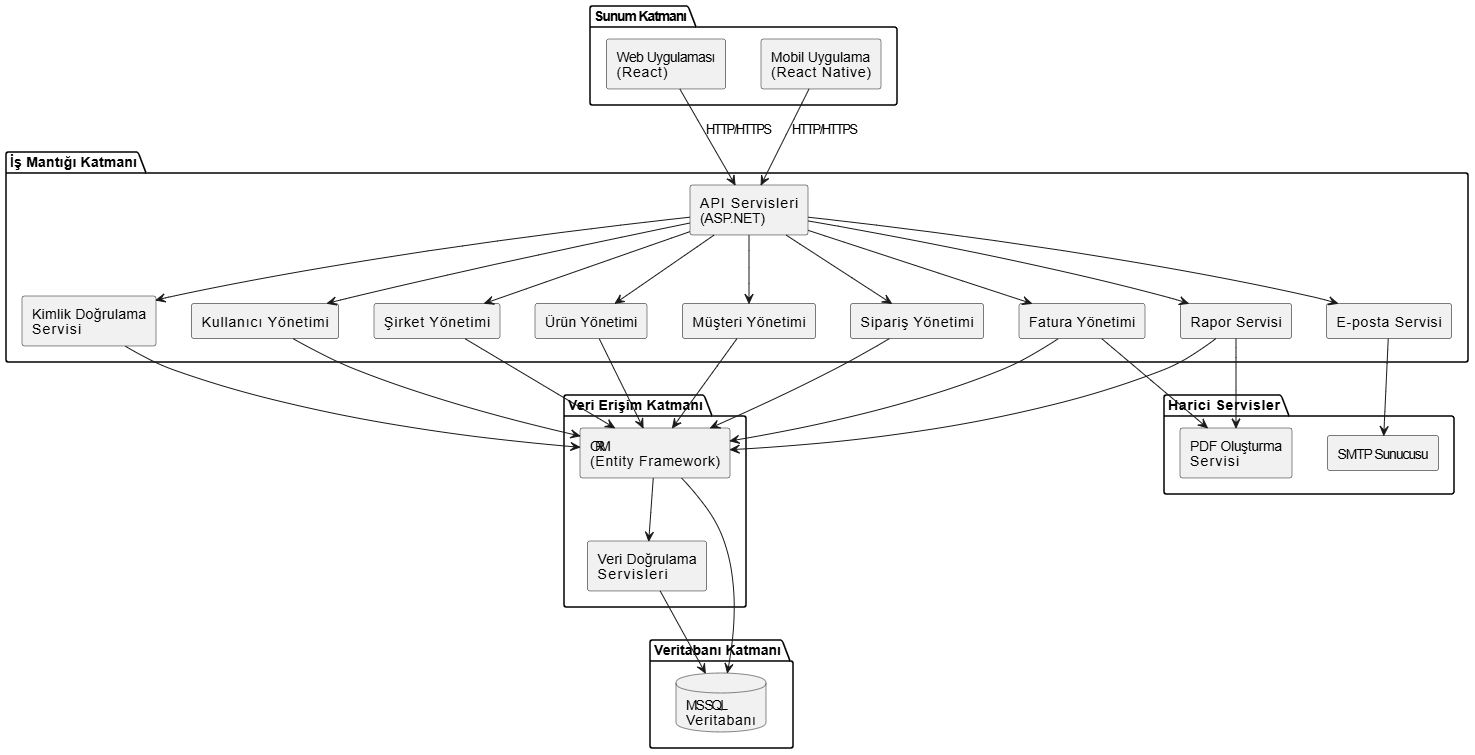 Sunum Katmanı
Web Uygulaması
(React)
Mobil Uygulama
(React Native)
HTTP/HTTPS
HTTP/HTTPS
İş Mantığı Katmanı
API Servisleri
(ASP.NET)
Kimlik Doğrulama
Servisi
Kullanıcı Yönetimi
Şirket Yönetimi
Ürün Yönetimi
Müşteri Yönetimi
Sipariş Yönetimi
Fatura Yönetimi
Rapor Servisi
E-posta Servisi
Veri Erişim Katmanı
ORM
(Entity Framework)
Veri Doğrulama
Servisleri
Harici Servisler
PDF Oluşturma
Servisi
SMTP Sunucusu
Veritabanı Katmanı
MSSQL
Veritabanı